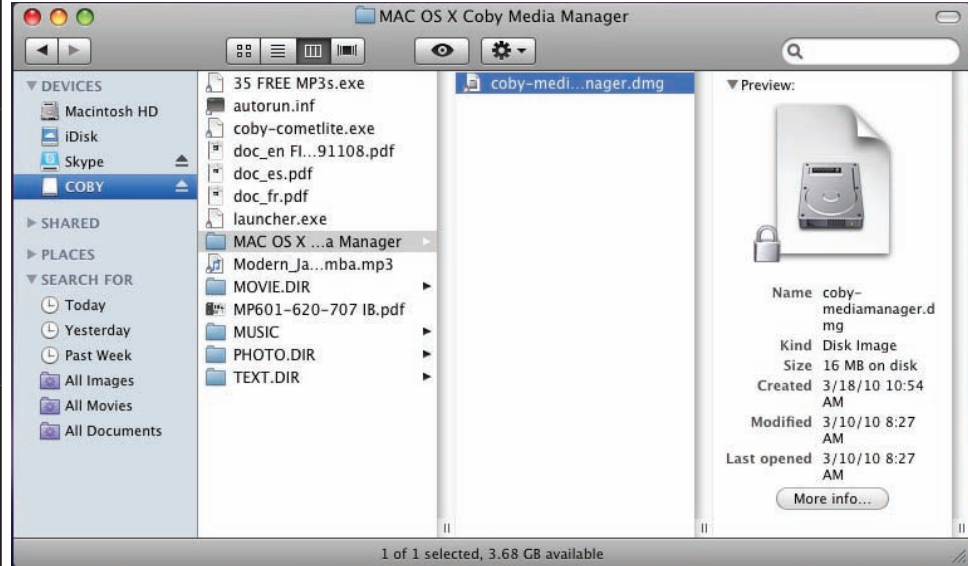 MAC OS X Coby Media Manager
DEVICES
Macintosh HD
iDisk
Skype
COBY
SHARED
PLACES
SEARCH FOR
Today
Yesterday
Past Week
All Images
All Movies
All Documents
35 FREE MP3s.exe
autorun.inf
coby-cometlite.exe
doc_en FI...91108.pdf
doc_es.pdf
doc_fr.pdf
launcher.exe
MAC OS X ...a Manager
Modern_Ja...mba.mp3
MOVIE.DIR
MP601-620-707 IB.pdf
MUSIC
PHOTO.DIR
TEXT.DIR
coby-medi...nager.dmg
Preview:
Name coby-
mediamanager.d
mg
Kind Disk Image
Size 16 MB on disk
Created 3/18/10 10:54
AM
Modified 3/10/10 8:27
AM
Last opened 3/10/10 8:27
AM
More info...
1 of 1 selected, 3.68 GB available